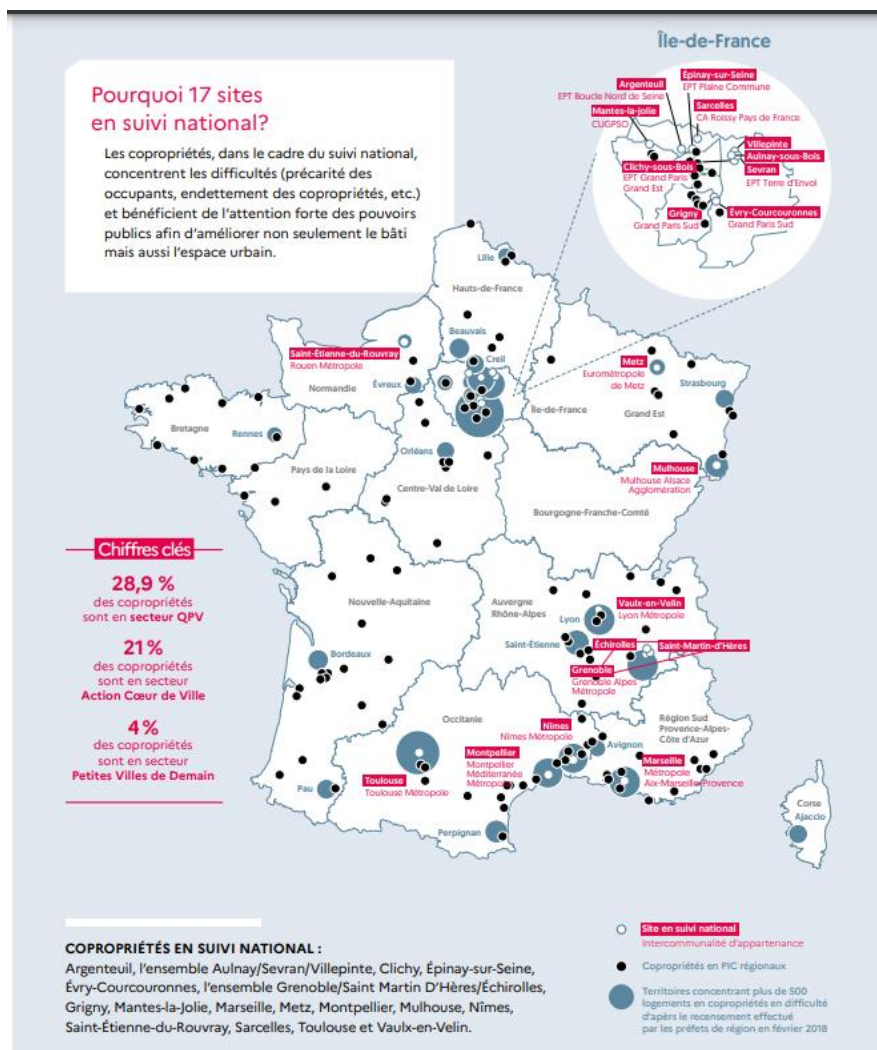 Pourquoi 17 sites
en suivi national?
Les copropriétés, dans le cadre du suivi national,
concentrent les difficultés (précarité des
occupants, endettement des copropriétés, etc.)
et bénéficient de l'attention forte des pouvoirs
publics afin d'améliorer non seulement le bâti
mais aussi l'espace urbain.
Île-de-France
Épinay-sur-Seine
EPT Plaine Commune
Argenteuil
EPT Boucle Nord de Seine
Sarcelles
CA Roissy Pays de France
Mantes-la-Jolie
CUGPSO
Villepinte
Aulnay-sous-Bois
Sevran
EPT Terre d'Envol
Clichy-sous-Bois
EPT Grand Paris
Grand Est
Grigny
Grand Paris Sud
Évry-Courcouronnes
Grand Paris Sud
Lille
Hauts-de-France
Beauvais
Creil
Saint-Étienne-du-Rouvray
Rouen Métropole
Normandie
Évreux
Metz
Eurométropole
de Metz
Strasbourg
Île-de-France
Grand Est
Bretagne
Rennes
Pays de la Loire
Orléans
Centre-Val de Loire
Mulhouse
Mulhouse Alsace
Agglomération
Bourgogne-Franche-Comté
Chiffres clés
28,9 %
des copropriétés
sont en secteur QPV
21 %
des copropriétés
sont en secteur
Action Cœur de Ville
4 %
des copropriétés
sont en secteur
Petites Villes de Demain
Nouvelle-Aquitaine
Auvergne
Rhône-Alpes
Lyon
Vaulx-en-Velin
Lyon Métropole
Saint-Étienne
Échirolles
Saint-Martin-d'Hères
Grenoble
Grenoble Alpes
Métropole
Bordeaux
Occitanie
Nîmes
Nîmes Métropole
Avignon
Région Sud
Provence-Alpes-
Côte d'Azur
Montpellier
Montpellier
Méditerranée
Métropole
Marseille
Métropole
Aix-Marseille-Provence
Toulouse
Toulouse Métropole
Pau
Perpignan
Corse
Ajaccio
COPROPRIÉTÉS EN SUIVI NATIONAL :
Argenteuil, l'ensemble Aulnay/Sevran/Villepinte, Clichy, Épinay-sur-Seine,
Évry-Courcouronnes, l'ensemble Grenoble/Saint Martin D'Hères/Échirolles,
Grigny, Mantes-la-Jolie, Marseille, Metz, Montpellier, Mulhouse, Nîmes,
Saint-Étienne-du-Rouvray, Sarcelles, Toulouse et Vaulx-en-Velin.
Site en suivi national
Intercommunalité d'appartenance
Copropriétés en PIC régionaux
Territoires concentrant plus de 500
logements en copropriétés en difficulté
d'apèrs le recensement effectué
par les préfets de région en février 2018